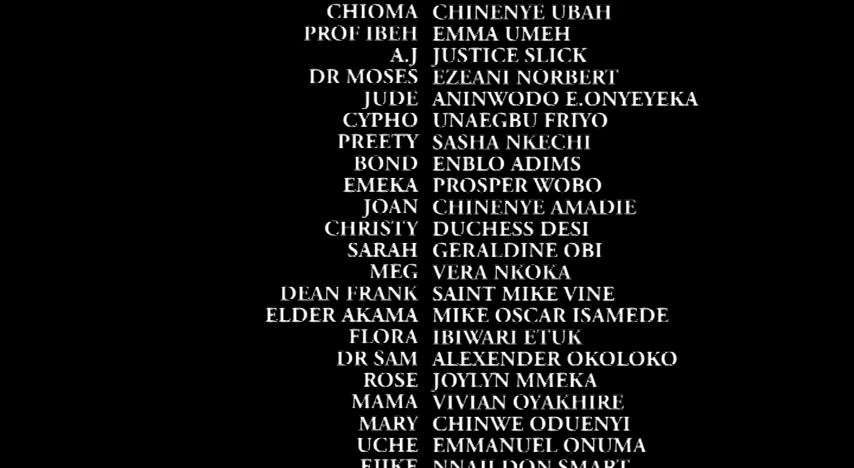 CHIOMA CHINENYE UBAH
PROF IBEH EMMA UMEH
A.J JUSTICE SLICK
DR MOSES EZEANI NORBERT
JUDE ANINWODO E.ONYEYEKA
CYPHO UNAEGBU FRIYO
PREETY SASHA NKECHI
BOND ENBLO ADIMS
EMEKA PROSPER WOBO
JOAN CHINENYE AMADIE
CHRISTY DUCHESS DESI
SARAH GERALDINE OBI
MEG VERA NKOKA
DEAN FRANK SAINT MIKE VINE
ELDER AKAMA MIKE OSCAR ISAMEDE
FLORA IBIWARI ETUK
DR SAM ALEXENDER OKOLOKO
ROSE JOYLYN MMEKA
MAMA VIVIAN OYAKHIRE
MARY CHINWE ODUENYI
UCHE EMMANUEL ONUMA
DON SMART